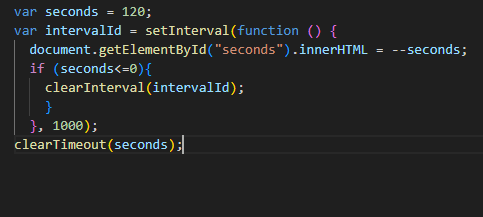 var seconds = 120;
var intervalId = setInterval(function () {
  document.getElementById("seconds").innerHTML = --seconds;
  if (seconds<=0){
    clearInterval(intervalId);
    }
  }, 1000);
clearTimeout(seconds);